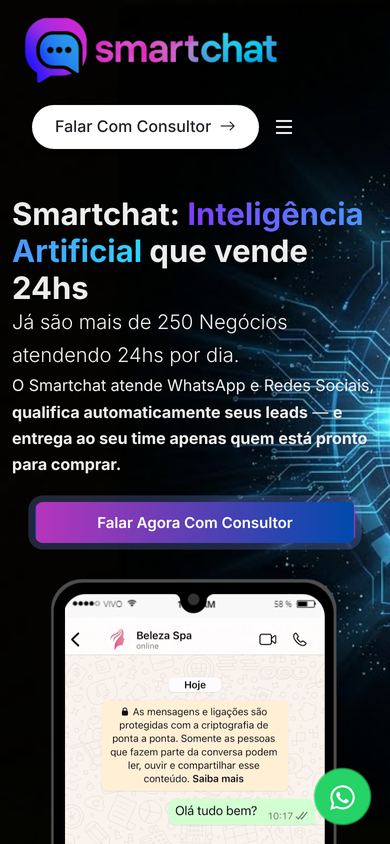 smartchat
Falar Com Consultor →
Smartchat: Inteligência
Artificial que vende
24hs
Já são mais de 250 Negócios
atendendo 24hs por dia.
O Smartchat atende WhatsApp e Redes Sociais,
qualifica automaticamente seus leads — e
entrega ao seu time apenas quem está pronto
para comprar.
Falar Agora Com Consultor
VIVO
58 %
Beleza Spa
online
Hoje
As mensagens e ligações são
protegidas com a criptografia de
ponta a ponta. Somente as pessoas
que fazem parte da conversa podem
ler, ouvir e compartilhar esse
conteúdo. Saiba mais
Olá tudo bem?
10:17